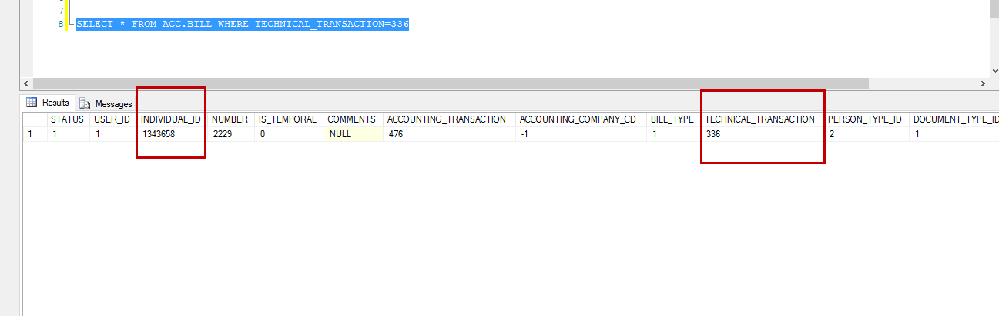 7
8 SELECT * FROM ACC.BILL WHERE TECHNICAL_TRANSACTION=336
Results Messages
STATUS USER_ID INDIVIDUAL_ID NUMBER IS_TEMPORAL COMMENTS ACCOUNTING_TRANSACTION ACCOUNTING_COMPANY_CD BILL_TYPE TECHNICAL_TRANSACTION PERSON_TYPE_ID DOCUMENT_TYPE_ID
1 1 1 1343658 2229 0 NULL 476 -1 1 336 2 1